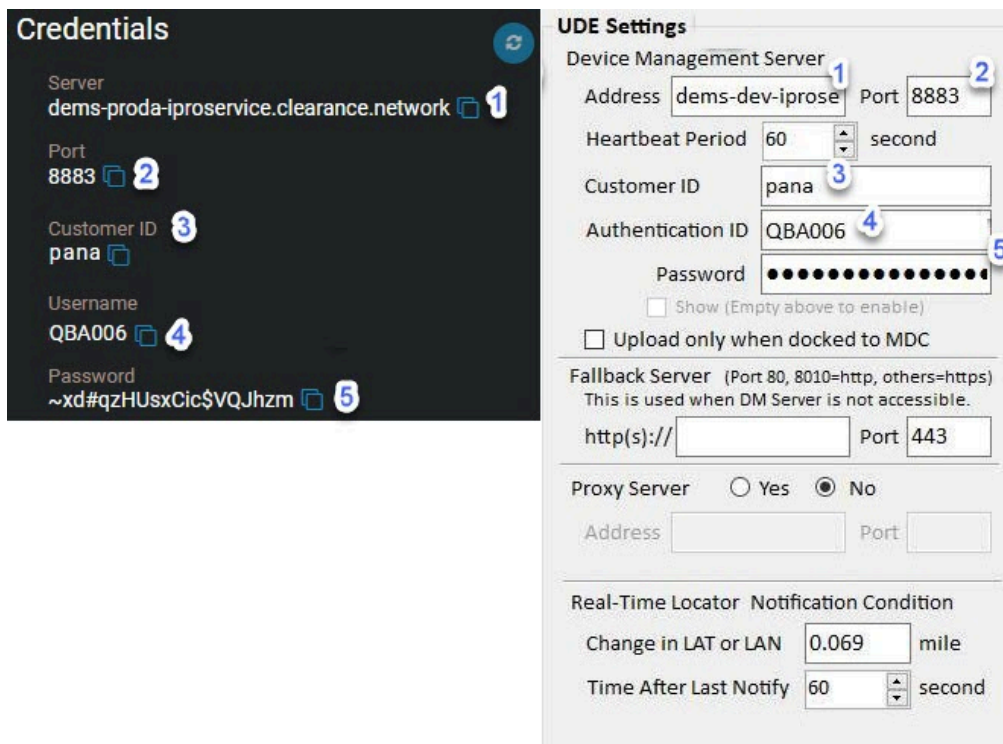 Credentials
Server
dems-proda-iproservice.clearance.network 1
Port
8883 2
Customer ID 3
pana
Username
QBA006 4
Password
~xd#qzHUsxCic$VQJhzm 5
UDE Settings
Device Management Server
1 2
Address dems-dev-iprose Port 8883
Heartbeat Period 60 second
3
Customer ID pana
Authentication ID QBA006 4
5
Password ●●●●●●●●●●●●●●●
Show (Empty above to enable)
Upload only when docked to MDC
Fallback Server (Port 80, 8010=http, others=https)
This is used when DM Server is not accessible.
http(s):// Port 443
Proxy Server Yes No
Address Port
Real-Time Locator Notification Condition
Change in LAT or LAN 0.069 mile
Time After Last Notify 60 second